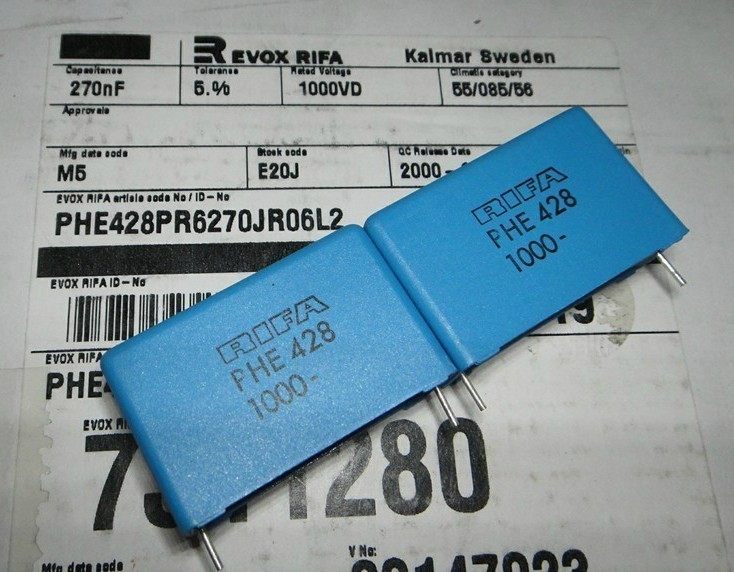 EVOX RIFA Kalmar Sweden
Capacitance Tolerance Rated Voltage Climatic category
270nF 5.% 1000VD 55/085/56
Approvals
Mfg date code Stock code QC Release Date
M5 E20J 2000-
EVOX RIFA article code No / ID-No
PHE428PR6270JR06L2
EVOX RIFA ID-No
EVOX RIFA
PHE
EVOX
Mfg date code V No:
RIFA
PHE 428
1000-
RIFA
PHE 428
1000-